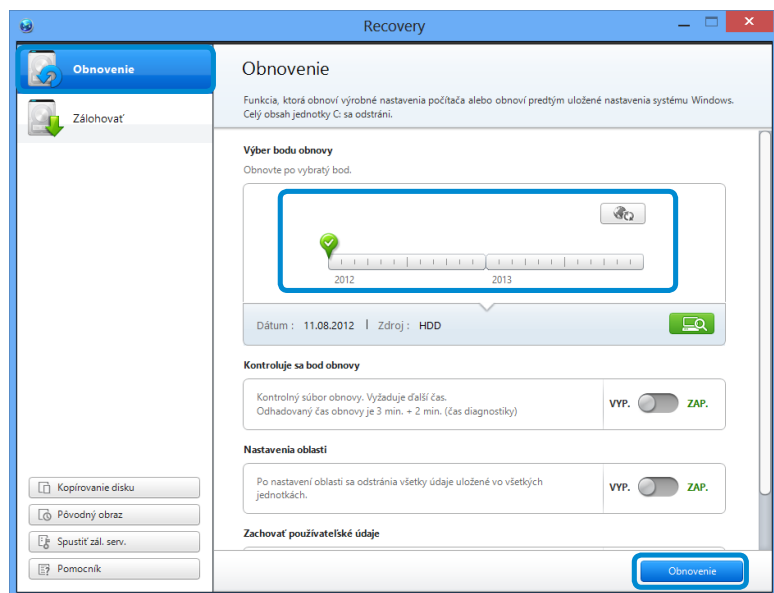 Recovery
Obnovenie
Zálohovať
Kopírovanie disku
Pôvodný obraz
Spustiť zál. serv.
Pomocník
Obnovenie
Funkcia, ktorá obnoví výrobné nastavenia počítača alebo obnoví predtým uložené nastavenia systému Windows.
Celý obsah jednotky C: sa odstráni.
Výber bodu obnovy
Obnovte po vybratý bod.
2012 2013
Dátum : 11.08.2012 | Zdroj : HDD
Kontroluje sa bod obnovy
Kontrolný súbor obnovy. Vyžaduje ďalší čas.
Odhadovaný čas obnovy je 3 min. + 2 min. (čas diagnostiky)
VYP. ZAP.
Nastavenia oblasti
Po nastavení oblasti sa odstránia všetky údaje uložené vo všetkých
jednotkách.
VYP. ZAP.
Zachovať používateľské údaje
Obnovenie